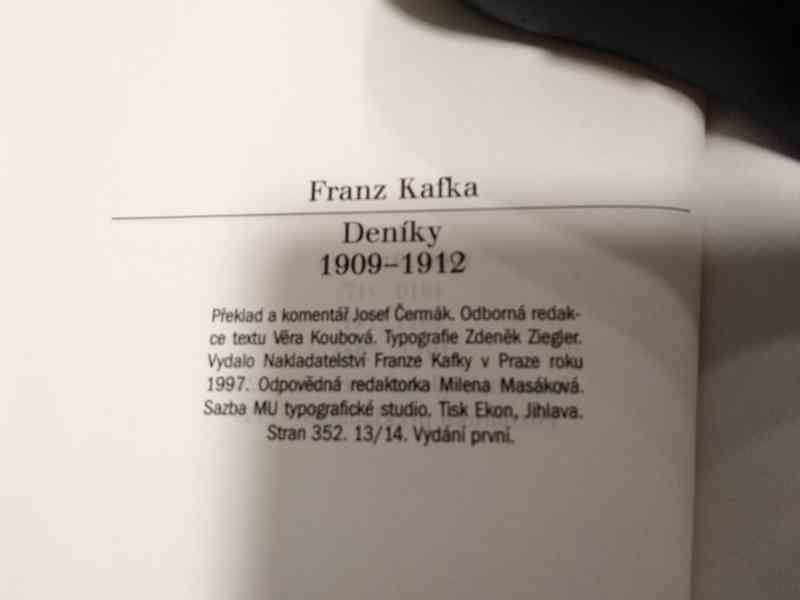 Franz Kafka
Deníky
1909–1912
Překlad a komentář Josef Čermák. Odborná redak-
ce textu Věra Koubová. Typografie Zdeněk Ziegler.
Vydalo Nakladatelství Franze Kafky v Praze roku
1997. Odpovědná redaktorka Milena Masáková.
Sazba MU typografické studio. Tisk Ekon, Jihlava.
Stran 352. 13/14. Vydání první.